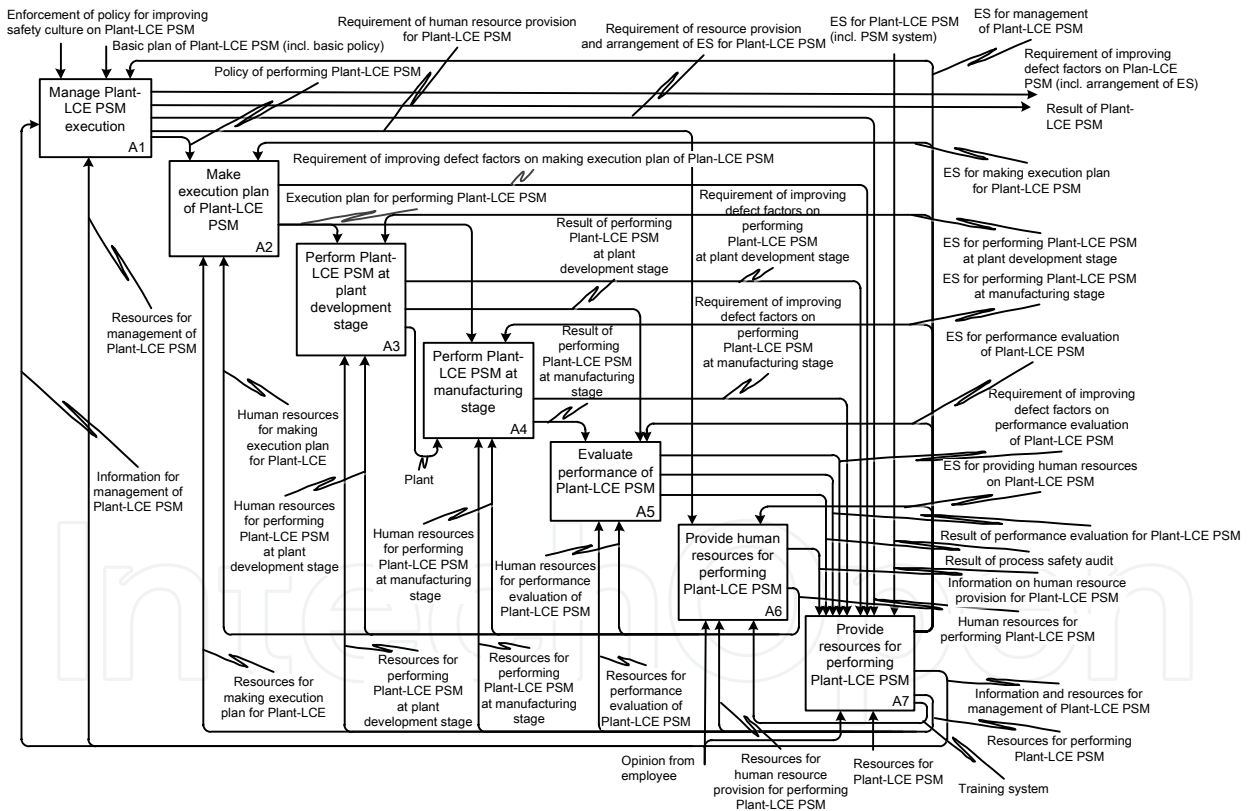 Enforcement of policy for improving
safety culture on Plant-LCE PSM
Basic plan of Plant-LCE PSM (incl. basic policy)
Requirement of human resource provision
for Plant-LCE PSM
Policy of performing Plant-LCE PSM
Requirement of resource provision
and arrangement of ES for Plant-LCE PSM
ES for Plant-LCE PSM
(incl. PSM system)
ES for management
of Plant-LCE PSM
Requirement of improving
defect factors on Plan-LCE
PSM (incl. arrangement of ES)
Result of Plant-
LCE PSM
Manage Plant-
LCE PSM
execution
A1
Requirement of improving defect factors on making execution plan of Plan-LCE PSM
ES for making execution plan
for Plant-LCE PSM
Make
execution plan
of Plant-LCE
PSM
A2
Execution plan for performing Plant-LCE PSM
Result of performing
Plant-LCE PSM
at plant
development stage
Requirement of improving
defect factors on
performing
Plant-LCE PSM
at plant development stage
ES for performing Plant-LCE PSM
at plant development stage
ES for performing Plant-LCE PSM
at manufacturing stage
Perform Plant-
LCE PSM at
plant
development
stage
A3
Resources for
management of
Plant-LCE PSM
Result of
performing
Plant-LCE PSM
at manufacturing
stage
Requirement of improving
defect factors on
performing
Plant-LCE PSM
at manufacturing stage
ES for performance evaluation
of Plant-LCE PSM
Perform Plant-
LCE PSM at
manufacturing
stage
A4
Requirement of improving
defect factors on
performance evaluation
of Plant-LCE PSM
Human resources
for making
execution plan
for Plant-LCE
Plant
Evaluate
performance of
Plant-LCE PSM
A5
ES for providing human resources
on Plant-LCE PSM
Information for
management of
Plant-LCE PSM
Human resources
for performing
Plant-LCE PSM
at plant
development stage
Human resources
for performing
Plant-LCE PSM
at manufacturing
stage
Human resources
for performance
evaluation of
Plant-LCE PSM
Provide human
resources for
performing
Plant-LCE PSM
A6
Result of performance evaluation for Plant-LCE PSM
Result of process safety audit
Information on human resource
provision for Plant-LCE PSM
Human resources for
performing Plant-LCE PSM
Provide
resources for
performing
Plant-LCE PSM
A7
InTechOpen
Resources for
making execution
plan for Plant-LCE
Resources for
performing
Plant-LCE PSM
at plant
development stage
Resources for
performing
Plant-LCE PSM
at manufacturing
stage
Resources for
performance
evaluation of
Plant-LCE PSM
Information and resources for
management of Plant-LCE PSM
Resources for performing
Plant-LCE PSM
Opinion from
employee
Resources for
human resource
provision for
performing Plant-LCE PSM
Resources for
Plant-LCE PSM
Training system